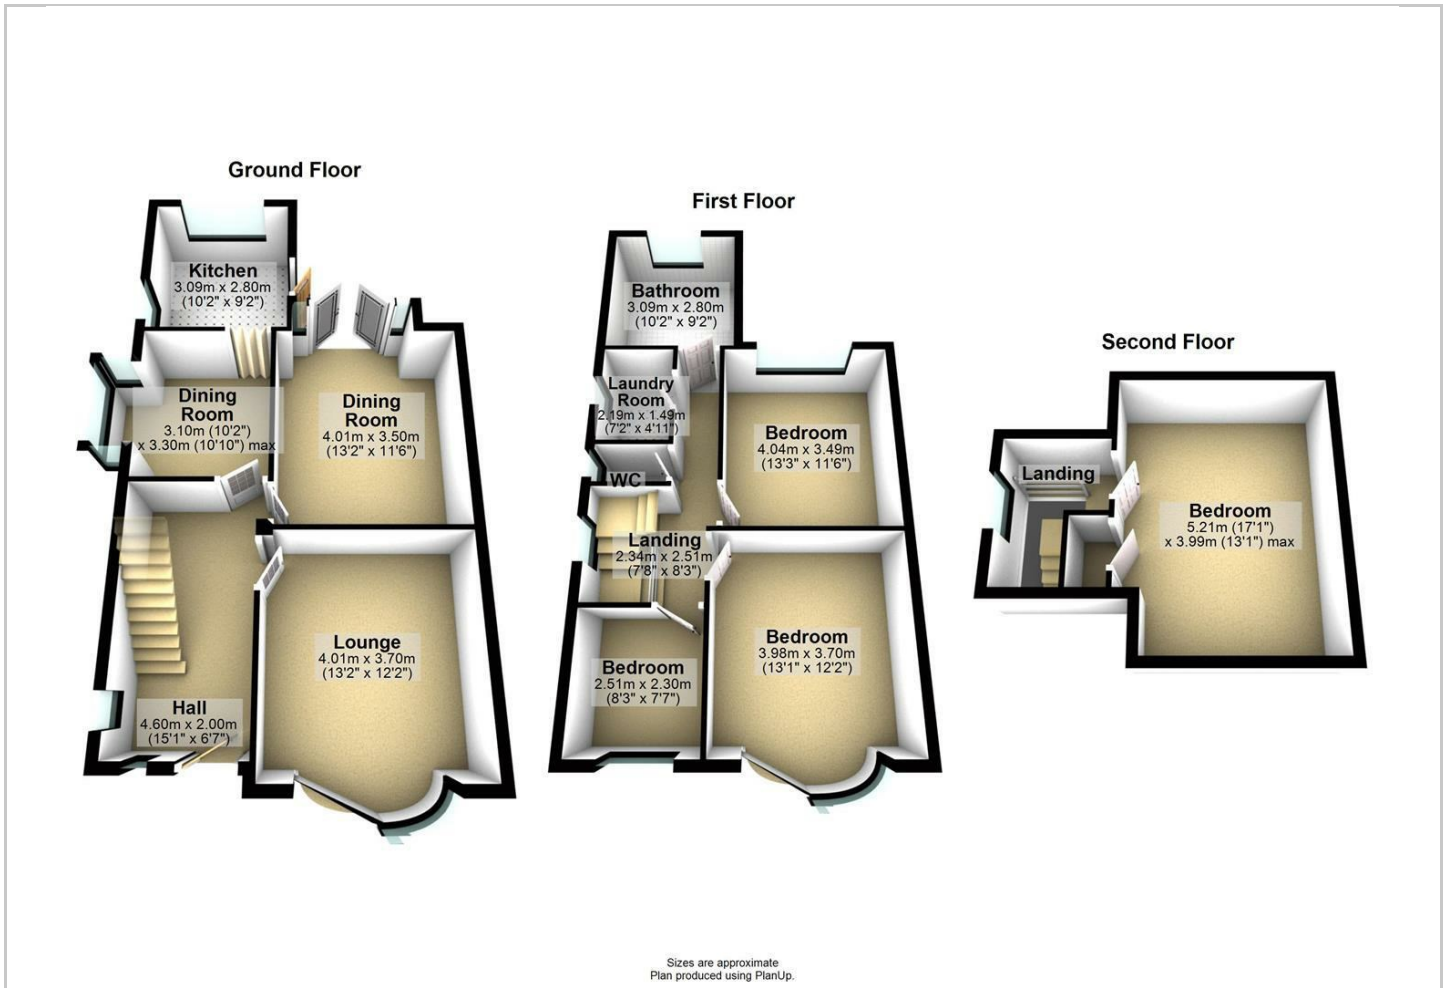 Ground Floor
Kitchen
3.09m x 2.80m
(10'2" x 9'2")
Dining
Room
3.10m (10'2")
x 3.30m (10'10") max
Dining
Room
4.01m x 3.50m
(13'2" x 11'6")
Lounge
4.01m x 3.70m
(13'2" x 12'2")
Hall
4.60m x 2.00m
(15'1" x 6'7")
First Floor
Bathroom
3.09m x 2.80m
(10'2" x 9'2")
Laundry
Room
2.19m x 1.49m
(7'2" x 4'11")
Bedroom
4.04m x 3.49m
(13'3" x 11'6")
WC
Landing
2.34m x 2.51m
(7'8" x 8'3")
Bedroom
3.98m x 3.70m
(13'1" x 12'2")
Bedroom
2.51m x 2.30m
(8'3" x 7'7")
Second Floor
Landing
Bedroom
5.21m (17'1")
x 3.99m (13'1") max
Sizes are approximate
Plan produced using PlanUp.